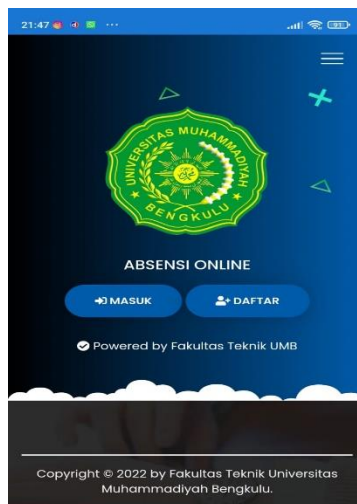 21:47
91
UNIVERSITAS MUHAMMADIYAH
BENGKULU
ABSENSI ONLINE
MASUK
DAFTAR
Powered by Fakultas Teknik UMB
Copyright © 2022 by Fakultas Teknik Universitas
Muhammadiyah Bengkulu.